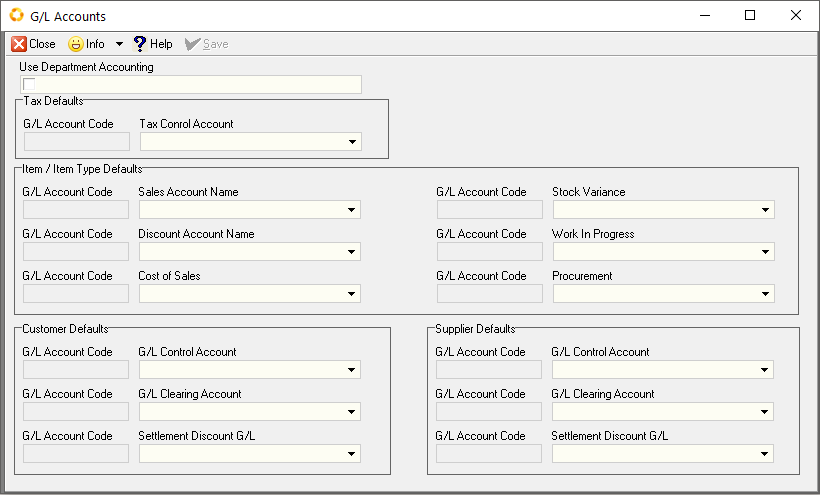 G/L Accounts
Close Info Help Save
Use Department Accounting
Tax Defaults
G/L Account Code Tax Conrol Account
Item / Item Type Defaults
G/L Account Code Sales Account Name G/L Account Code Stock Variance
G/L Account Code Discount Account Name G/L Account Code Work In Progress
G/L Account Code Cost of Sales G/L Account Code Procurement
Customer Defaults Supplier Defaults
G/L Account Code G/L Control Account G/L Account Code G/L Control Account
G/L Account Code G/L Clearing Account G/L Account Code G/L Clearing Account
G/L Account Code Settlement Discount G/L G/L Account Code Settlement Discount G/L